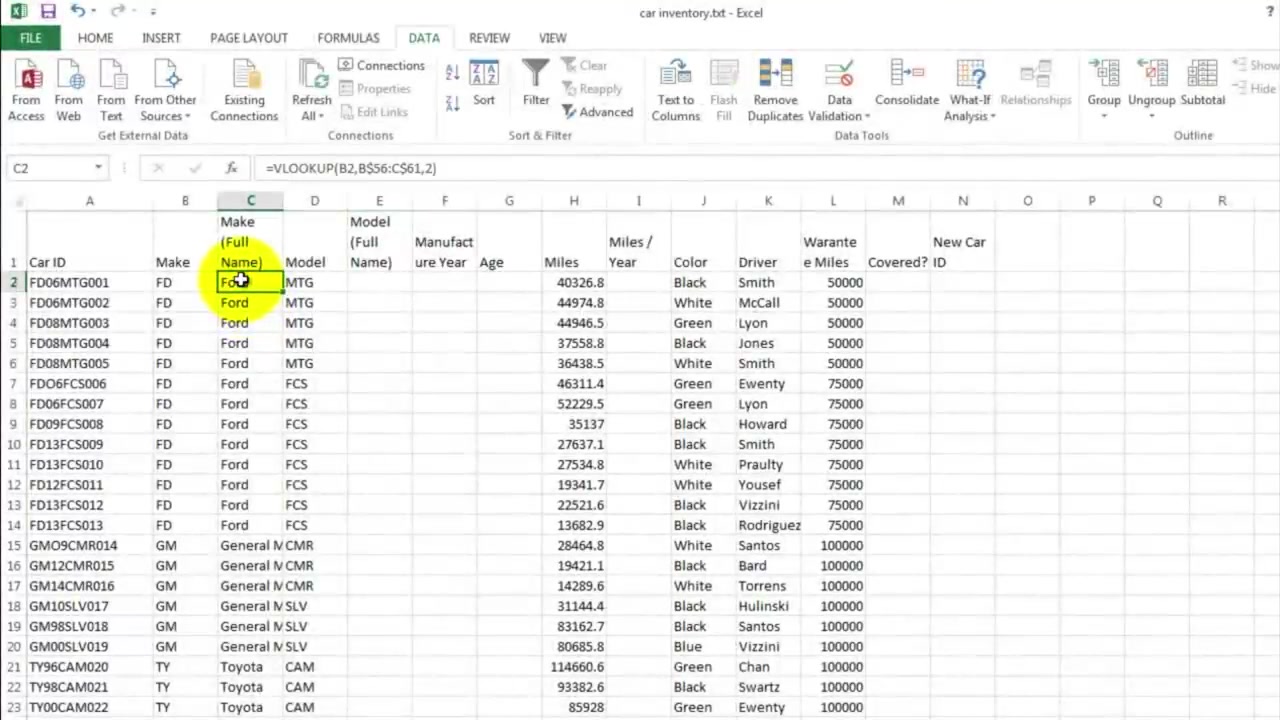 car inventory.txt - Excel
?
FILE HOME INSERT PAGE LAYOUT FORMULAS DATA REVIEW VIEW
From Access
From Web
From Text
From Other Sources
Existing Connections
Get External Data
Refresh All
Connections
Properties
Edit Links
Connections
Sort
Filter
Clear
Reapply
Advanced
Sort & Filter
Text to Columns
Flash Fill
Remove Duplicates
Data Validation
Consolidate
What-If Analysis
Relationships
Data Tools
Group
Ungroup
Subtotal
Show
Hide
Outline
C2 fx =VLOOKUP(B2,B$56:C$61,2)
A B C D E F G H I J K L M N O P Q R
1 Car ID Make Make (Full Name) Model Model (Full Name) Manufact ure Year Age Miles Miles / Year Color Driver Warante e Miles Covered? New Car ID
2 FD06MTG001 FD Ford MTG 40326.8 Black Smith 50000
3 FD06MTG002 FD Ford MTG 44974.8 White McCall 50000
4 FD08MTG003 FD Ford MTG 44946.5 Green Lyon 50000
5 FD08MTG004 FD Ford MTG 37558.8 Black Jones 50000
6 FD08MTG005 FD Ford MTG 36438.5 White Smith 50000
7 FDO6FCS006 FD Ford FCS 46311.4 Green Ewenty 75000
8 FD06FCS007 FD Ford FCS 52229.5 Green Lyon 75000
9 FD09FCS008 FD Ford FCS 35137 Black Howard 75000
10 FD13FCS009 FD Ford FCS 27637.1 Black Smith 75000
11 FD13FCS010 FD Ford FCS 27534.8 White Praulty 75000
12 FD12FCS011 FD Ford FCS 19341.7 White Yousef 75000
13 FD13FCS012 FD Ford FCS 22521.6 Black Vizzini 75000
14 FD13FCS013 FD Ford FCS 13682.9 Black Rodriguez 75000
15 GMO9CMR014 GM General M CMR 28464.8 White Santos 100000
16 GM12CMR015 GM General M CMR 19421.1 Black Bard 100000
17 GM14CMR016 GM General M CMR 14289.6 White Torrens 100000
18 GM10SLV017 GM General M SLV 31144.4 Black Hulinski 100000
19 GM98SLV018 GM General M SLV 83162.7 Black Santos 100000
20 GM00SLV019 GM General M SLV 80685.8 Blue Vizzini 100000
21 TY96CAM020 TY Toyota CAM 114660.6 Green Chan 100000
22 TY98CAM021 TY Toyota CAM 93382.6 Black Swartz 100000
23 TY00CAM022 TY Toyota CAM 85928 Green Ewenty 100000